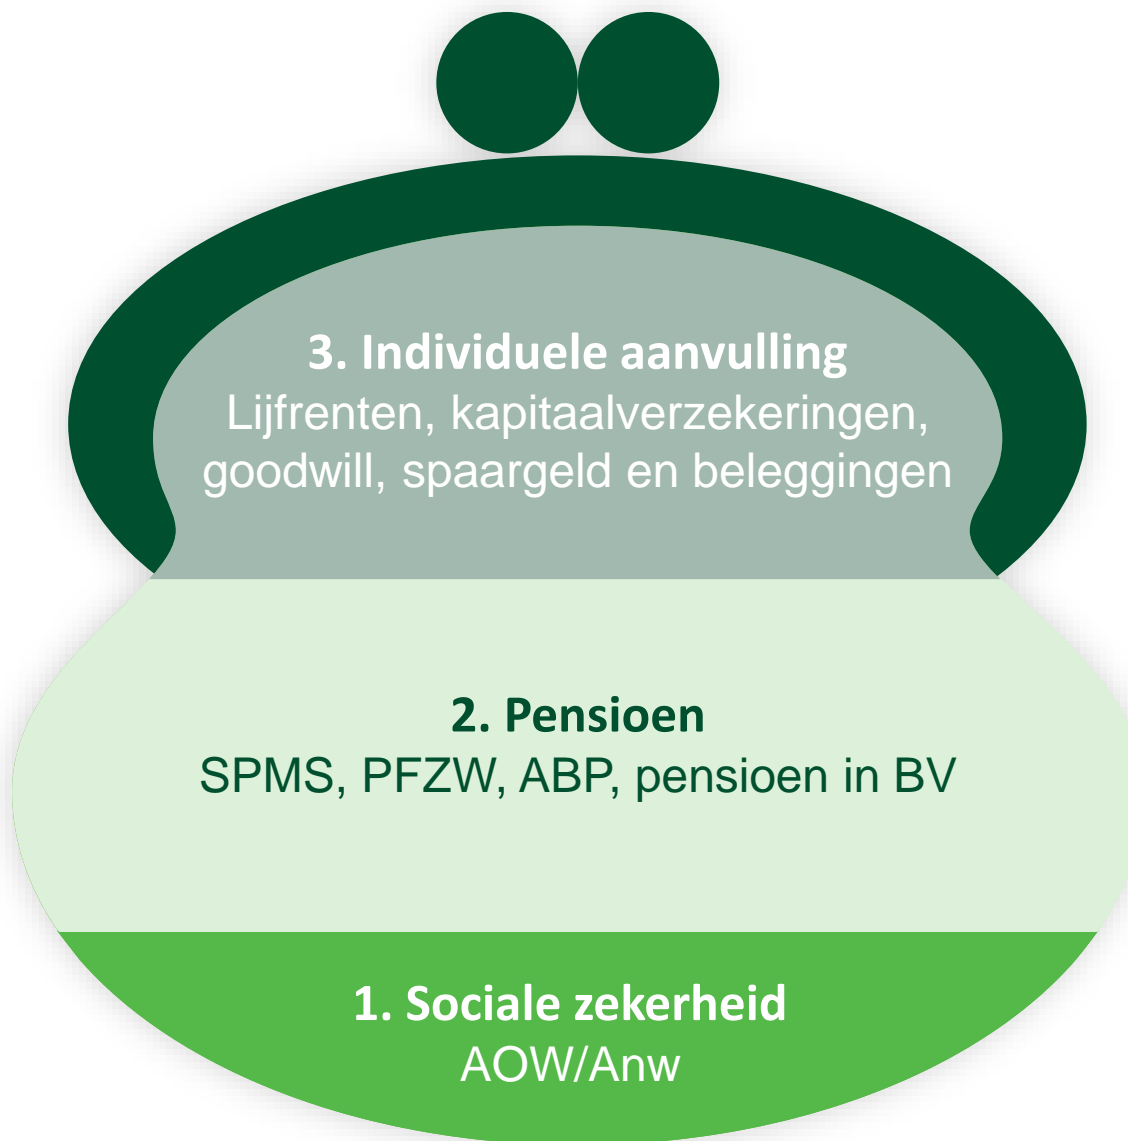 3. Individuele aanvulling
Lijfrenten, kapitaalverzekeringen,
goodwill, spaargeld en beleggingen
2. Pensioen
SPMS, PFZW, ABP, pensioen in BV
1. Sociale zekerheid
AOW/Anw